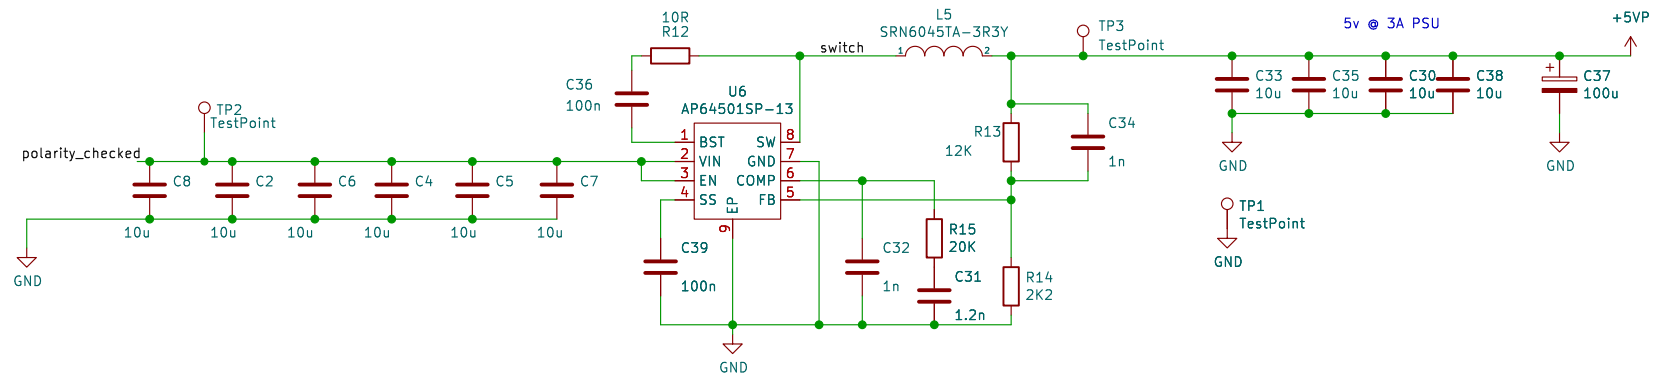 10R
R12
L5
SRN6045TA-3R3Y
switch
1
2
TP3
TestPoint
5v @ 3A PSU
+5VP
C36
100n
U6
AP64501SP-13
C33
10u
C35
10u
C30
10u
C38
10u
+
C37
100u
TP2
TestPoint
polarity_checked
1
BST
SW
8
2
VIN
GND
7
3
EN
COMP
6
4
SS
FB
5
EP
9
R13
12K
C34
1n
GND
GND
C8
10u
C2
10u
C6
10u
C4
10u
C5
10u
C7
10u
TP1
TestPoint
GND
GND
C39
100n
C32
1n
R15
20K
C31
1.2n
R14
2K2
GND